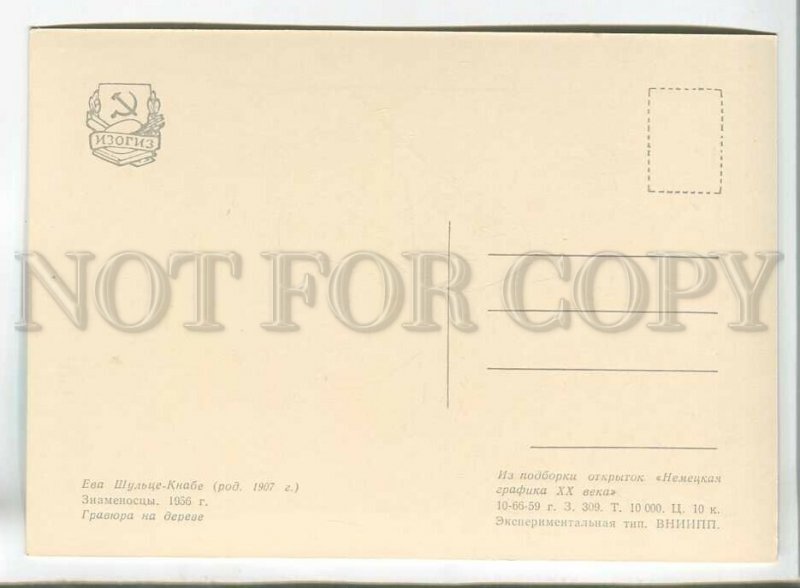 ИЗОГИЗ
NOT FOR COPY
Ева Шульце-Кнабе (род. 1907 г.)
Знаменосцы. 1956 г.
Гравюра на дереве
Из подборки открыток «Немецкая
графика XX века»
10-66-59 г. З. 309. Т. 10 000. Ц. 10 к.
Экспериментальная тип. ВНИИПП.